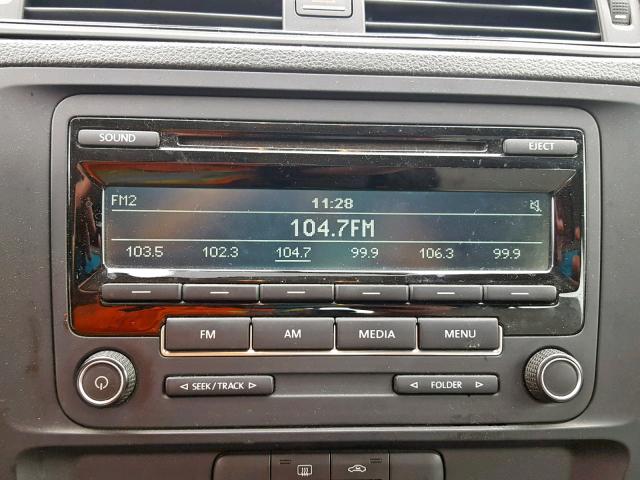 SOUND
EJECT
FM2 11:28
104.7FM
103.5 102.3 104.7 99.9 106.3 99.9
FM AM MEDIA MENU
SEEK/TRACK FOLDER